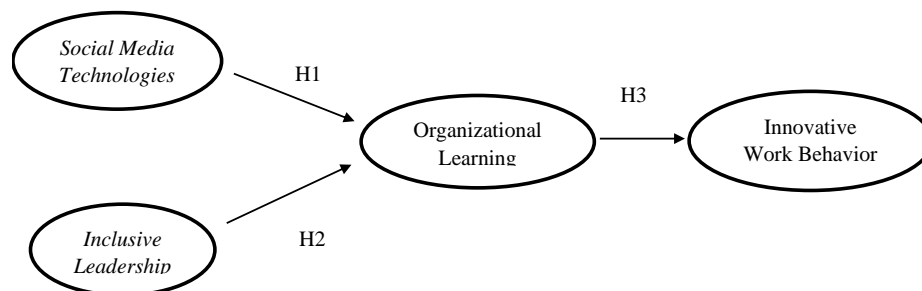 Social Media
Technologies
H1
H3
Organizational
Learning
Innovative
Work Behavior
H2
Inclusive
Leadership